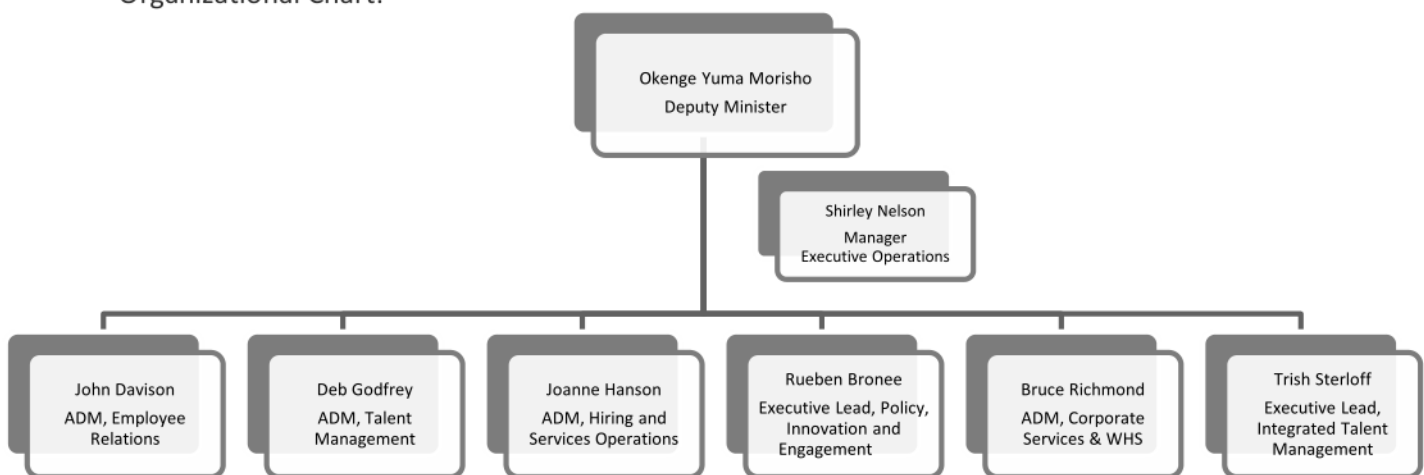 Organizational Chart:
Okenge Yuma Morisho
Deputy Minister
Shirley Nelson
Manager
Executive Operations
John Davison
ADM, Employee
Relations
Deb Godfrey
ADM, Talent
Management
Joanne Hanson
ADM, Hiring and
Services Operations
Rueben Bronee
Executive Lead, Policy,
Innovation and
Engagement
Bruce Richmond
ADM, Corporate
Services & WHS
Trish Sterloff
Executive Lead,
Integrated Talent
Management